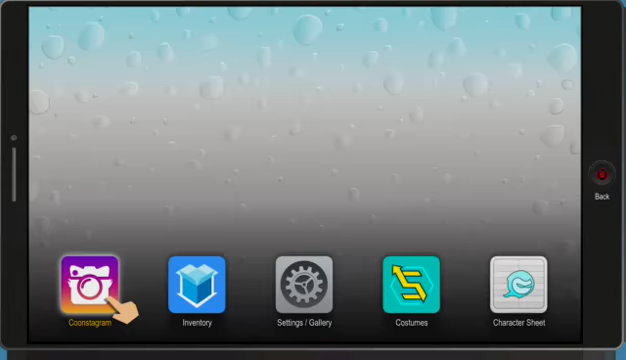 Back
Coonstagram
Inventory
Settings / Gallery
Costumes
Character Sheet